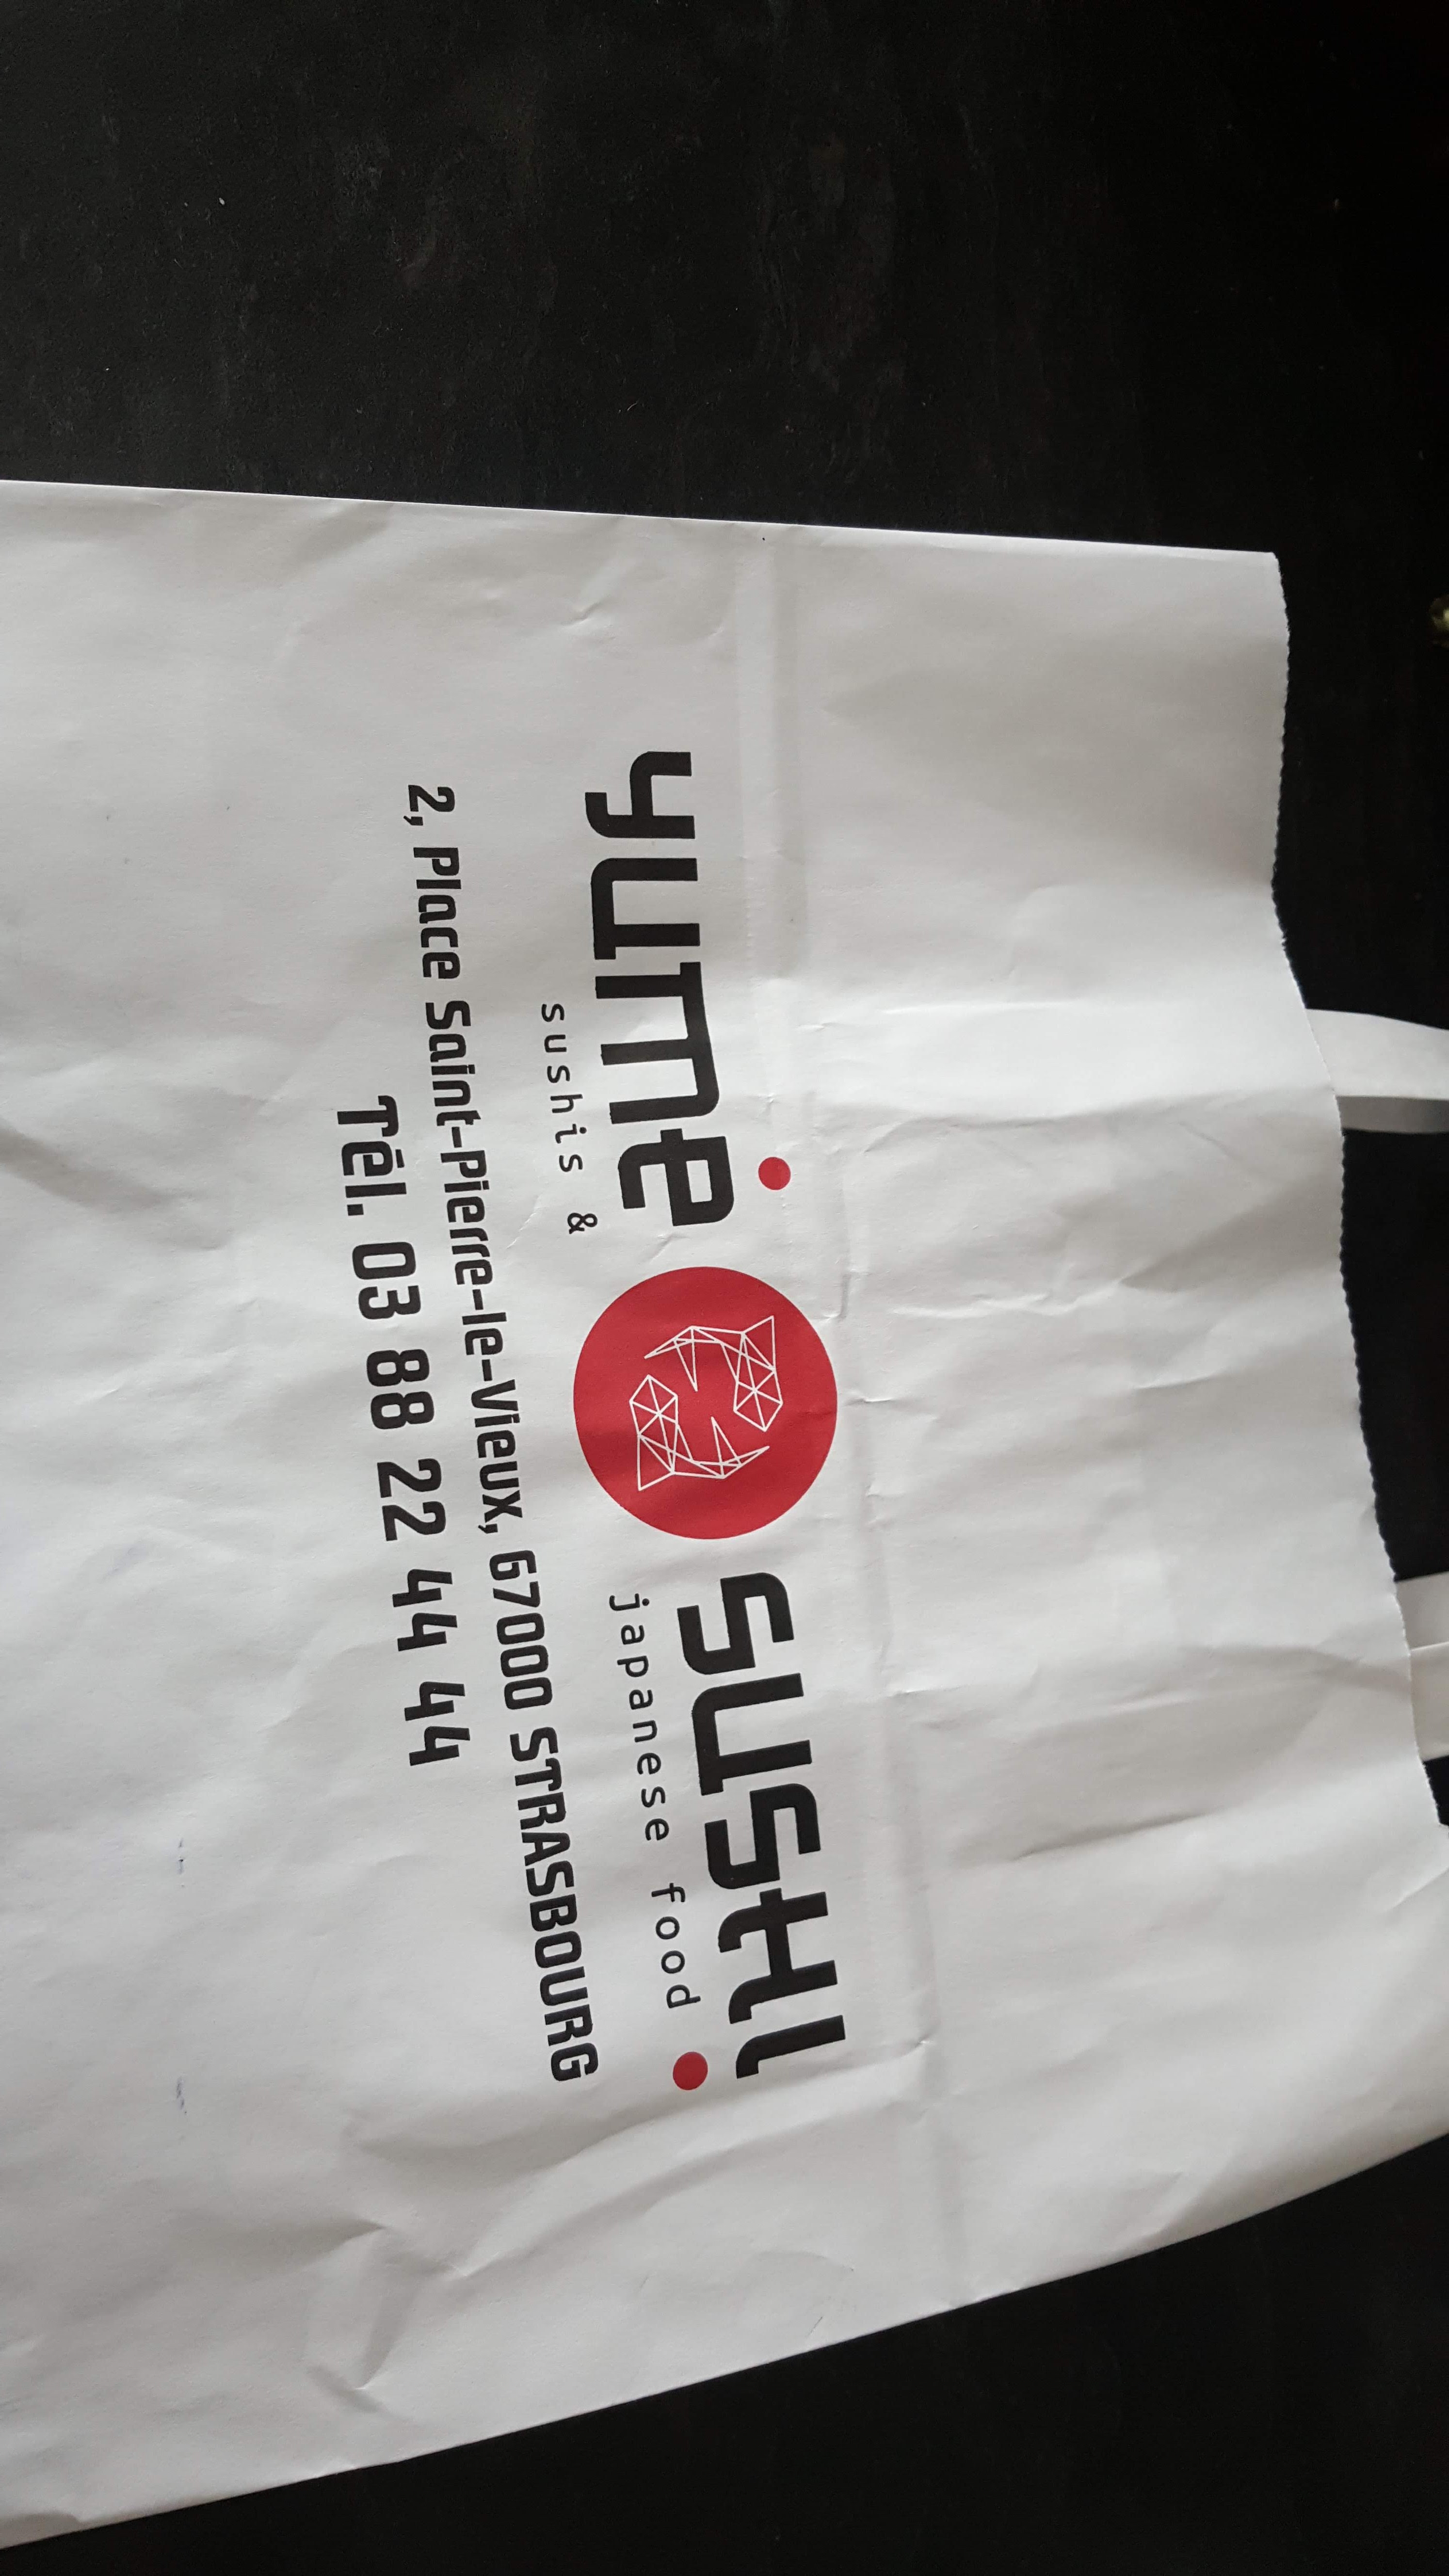 yume sushi
sushis & japanese food
2, Place Saint-Pierre-le-Vieux, 67000 STRASBOURG
Tél. 03 88 22 44 44